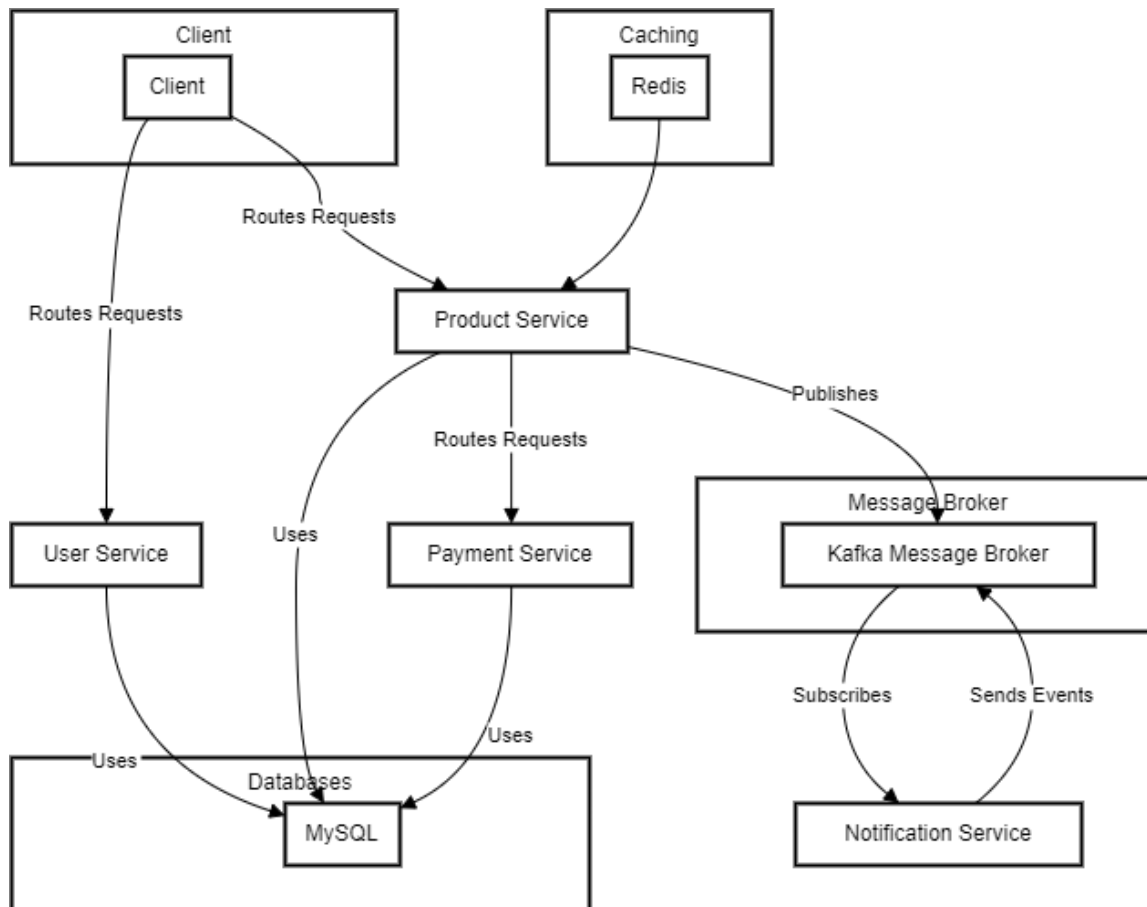 Client
Caching
Client
Redis
Routes Requests
Routes Requests
Product Service
Publishes
Routes Requests
Message Broker
Uses
User Service
Payment Service
Kafka Message Broker
Subscribes
Sends Events
Uses
Uses
Databases
MySQL
Notification Service